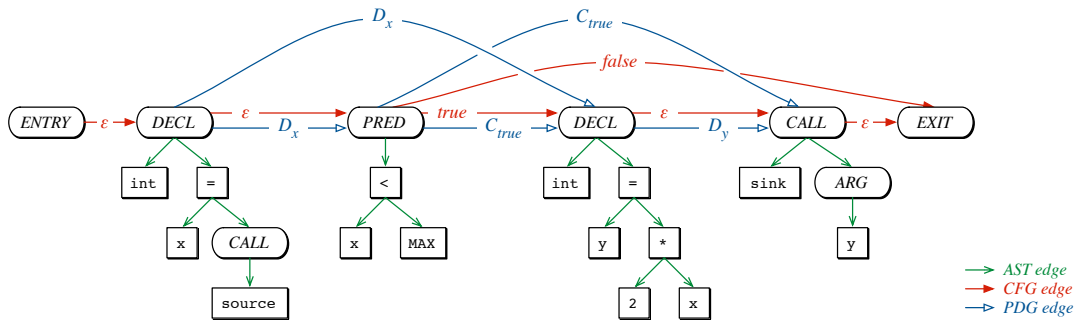 D_x C_true
false
ε ε true ε ε
ENTRY DECL PRED DECL CALL EXIT
D_x C_true D_y
int = < int = sink ARG
x CALL x MAX y * y
source 2 x
AST edge
CFG edge
PDG edge